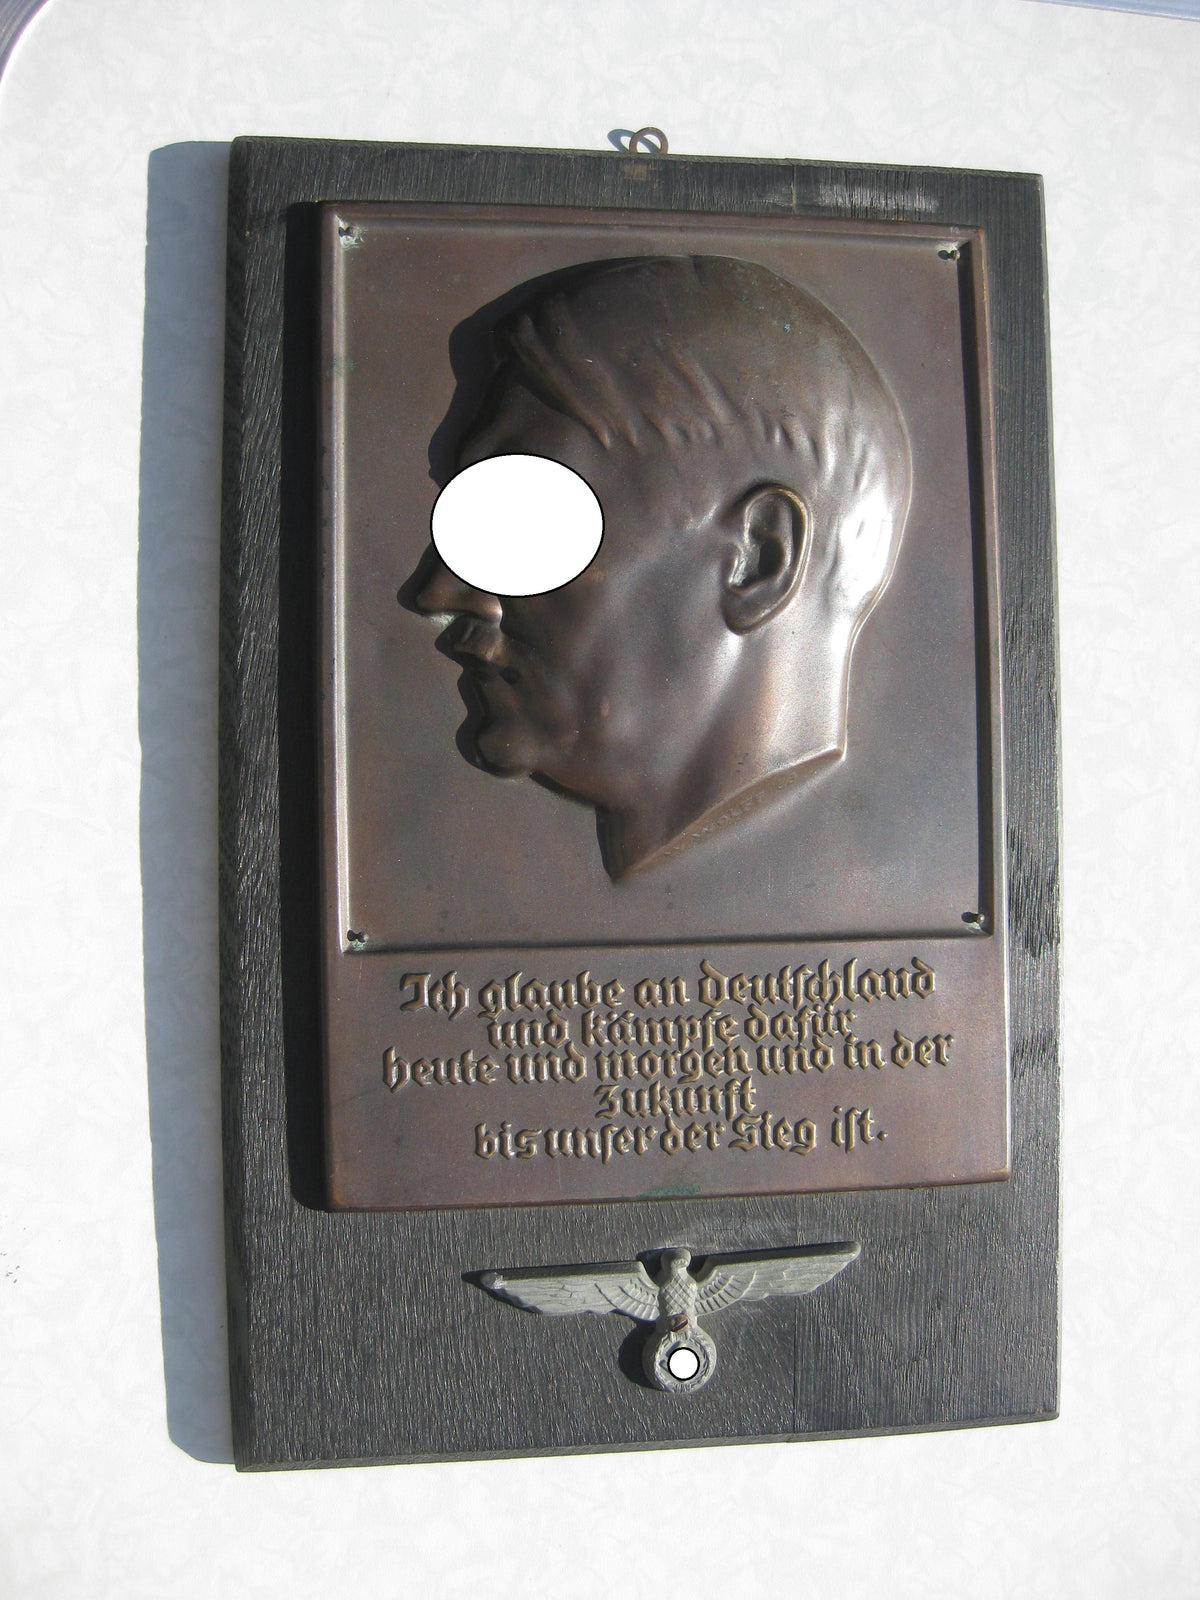 W. WOLFF
Ich glaube an Deutschland
und kämpfe dafür
heute und morgen und in der
Zukunft
bis unser der Sieg ist.